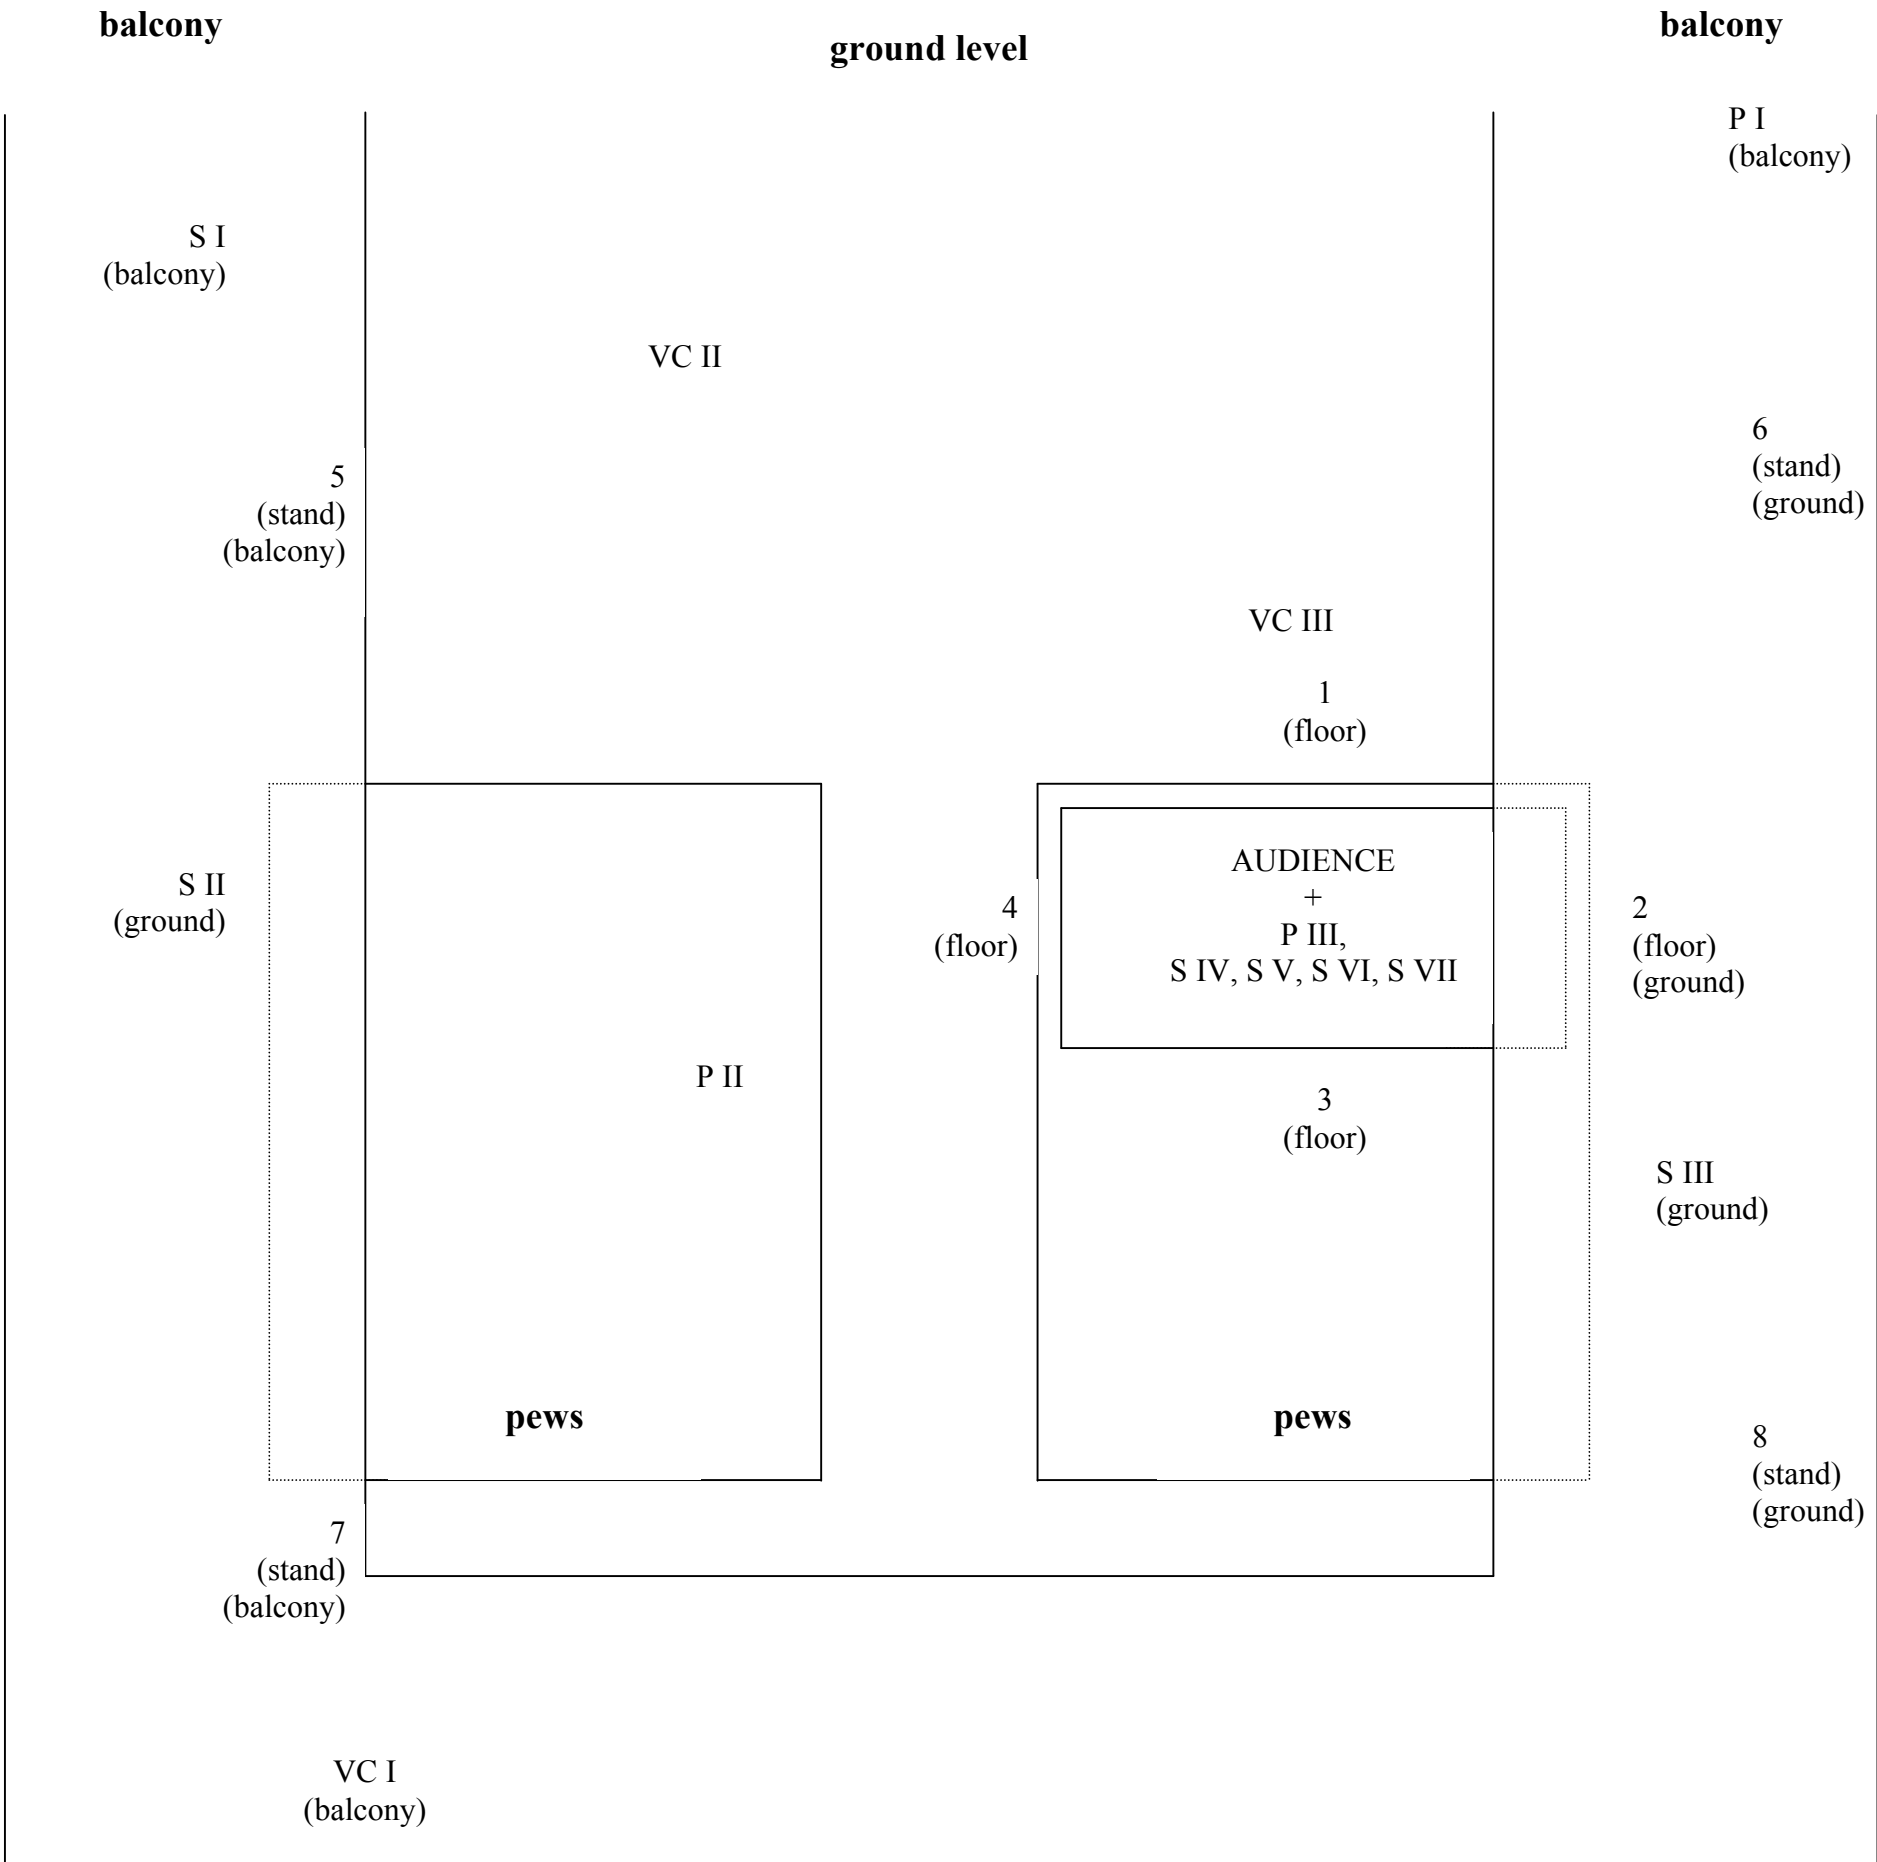 balcony
ground level
balcony
P I
(balcony)
S I
(balcony)
VC II
6
(stand)
(ground)
5
(stand)
(balcony)
VC III
1
(floor)
AUDIENCE
+
P III,
S IV, S V, S VI, S VII
S II
(ground)
4
(floor)
2
(floor)
(ground)
P II
3
(floor)
S III
(ground)
pews
pews
8
(stand)
(ground)
7
(stand)
(balcony)
VC I
(balcony)